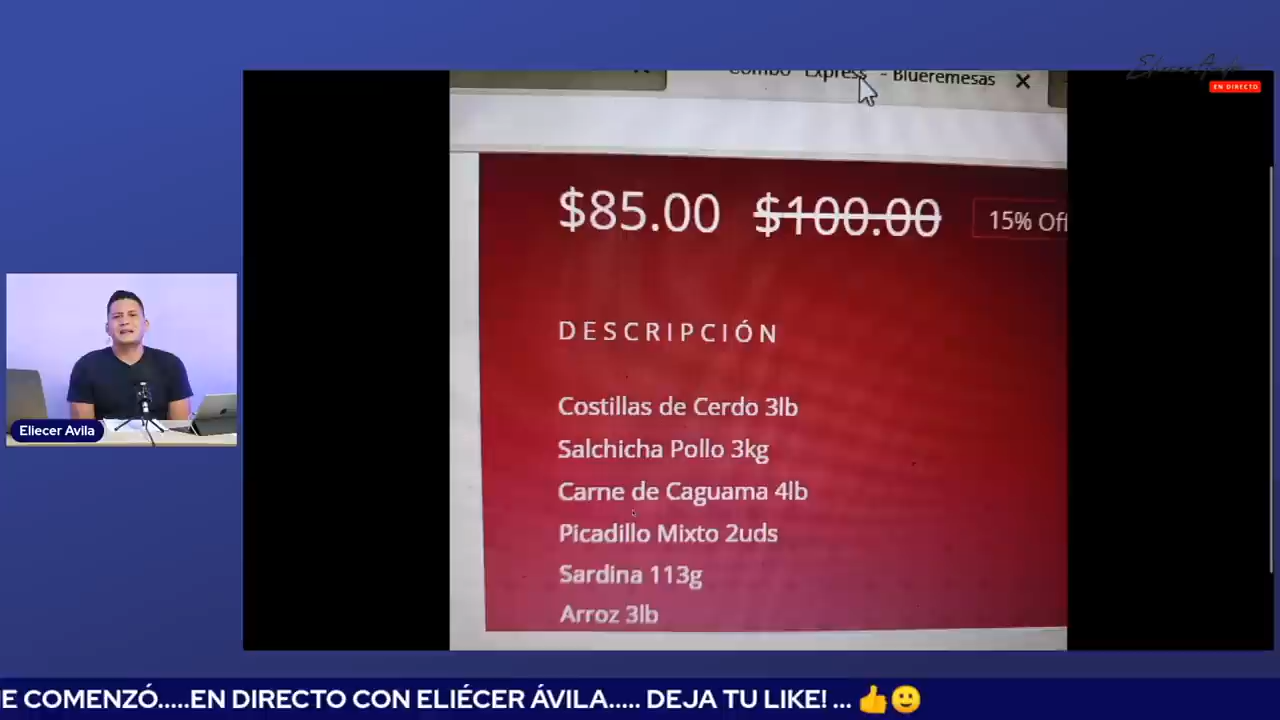 Combo "Express" - Blueremesas
EN DIRECTO
$85.00 $100.00 15% Off
DESCRIPCIÓN
Costillas de Cerdo 3lb
Salchicha Pollo 3kg
Carne de Caguama 4lb
Picadillo Mixto 2uds
Sardina 113g
Arroz 3lb
Eliecer Avila
E COMENZÓ.....EN DIRECTO CON ELIÉCER ÁVILA..... DEJA TU LIKE! ... 👍🙂